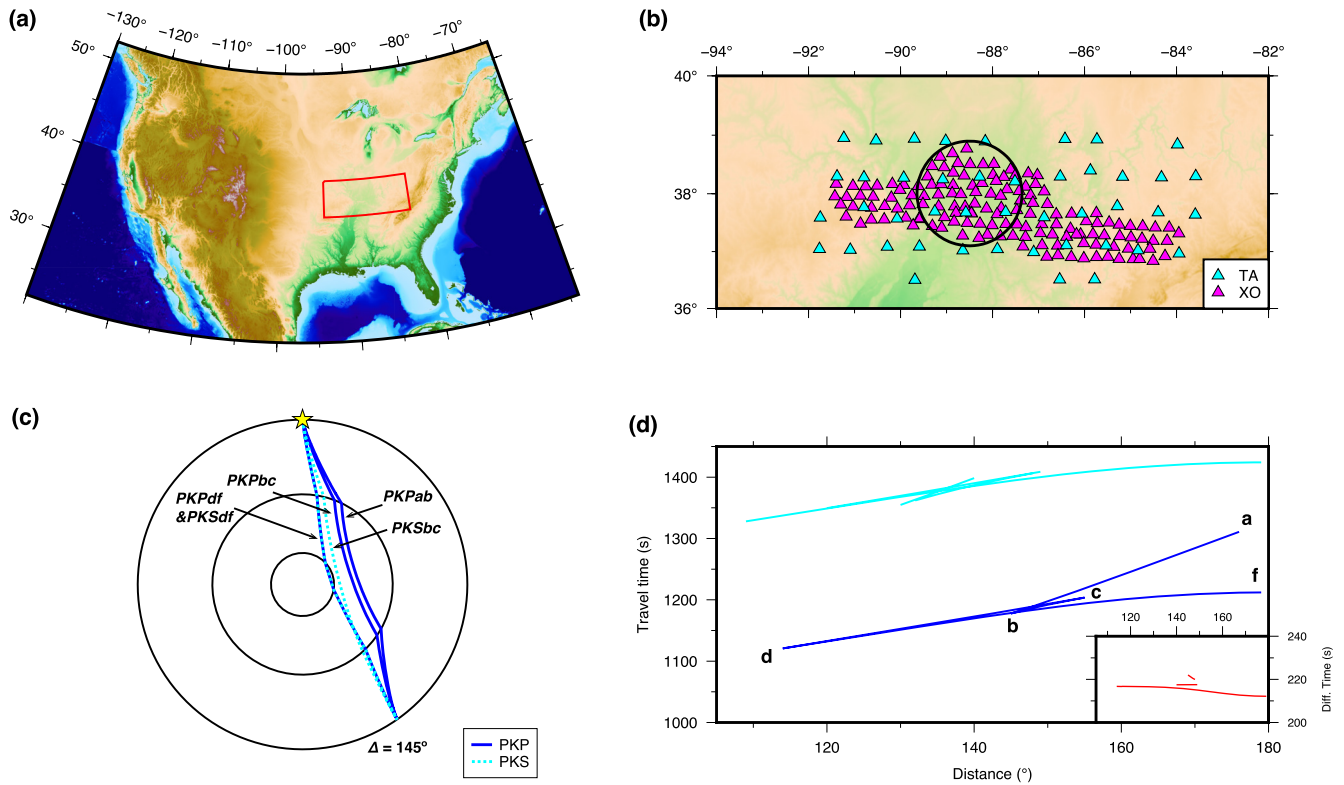 (a)
−130°
−120°
−110°
−100°
−90°
−80°
−70°
50°
40°
30°
(b)
−94°
−90°
−88°
−86°
−84°
−82°
40°
38°
36°
TA
XO
(c)
PKPbc
PKPdf
&PKSdf
PKPab
PKSbc
Δ = 145°
PKP
PKS
(d)
Travel time (s)
1400
1300
1200
1100
1000
a
f
c
b
d
120
140
160
240
220
200
Diff. Time (s)
120
140
160
180
Distance (°)